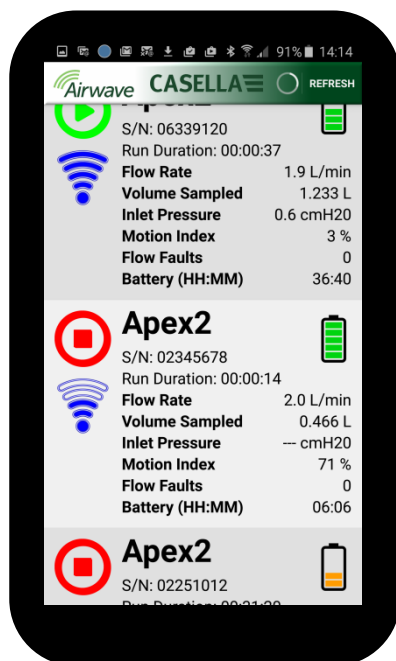 91% 14:14
Airwave CASELLA REFRESH
Apex2
S/N: 06339120
Run Duration: 00:00:37
Flow Rate 1.9 L/min
Volume Sampled 1.233 L
Inlet Pressure 0.6 cmH20
Motion Index 3 %
Flow Faults 0
Battery (HH:MM) 36:40
Apex2
S/N: 02345678
Run Duration: 00:00:14
Flow Rate 2.0 L/min
Volume Sampled 0.466 L
Inlet Pressure --- cmH20
Motion Index 71 %
Flow Faults 0
Battery (HH:MM) 06:06
Apex2
S/N: 02251012
Run Duration: